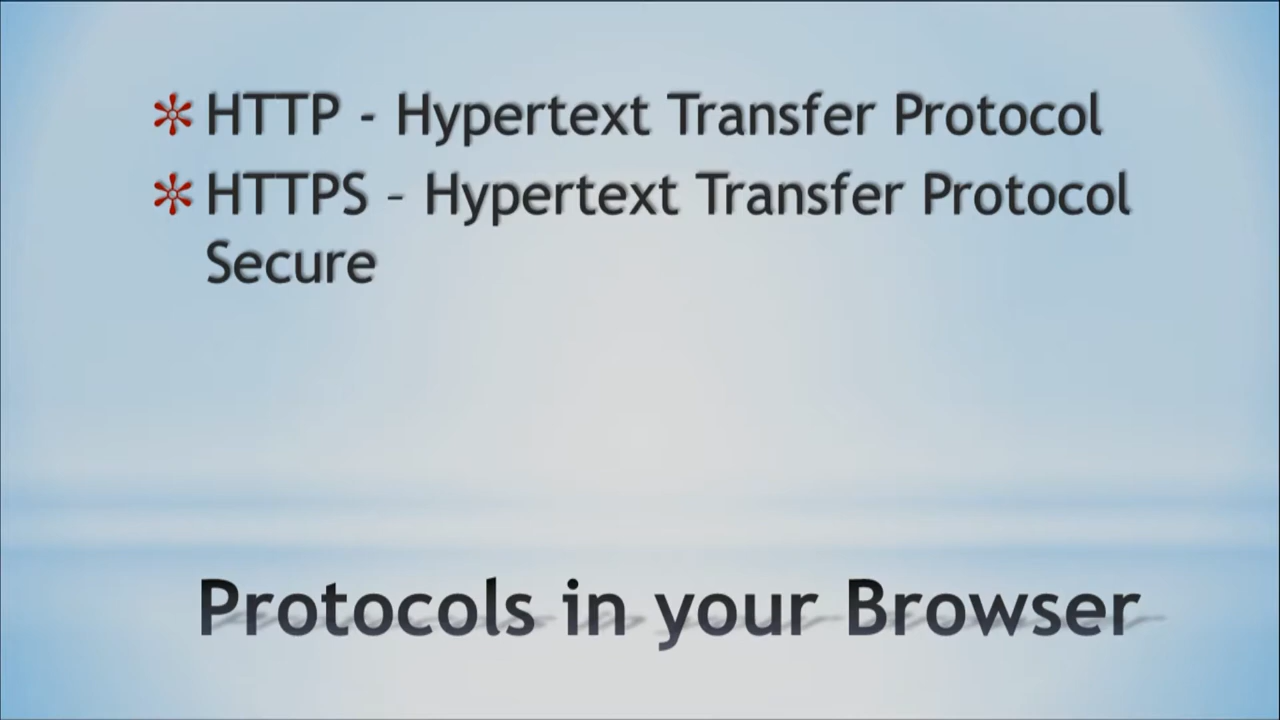 HTTP - Hypertext Transfer Protocol
HTTPS – Hypertext Transfer Protocol
Secure
Protocols in your Browser